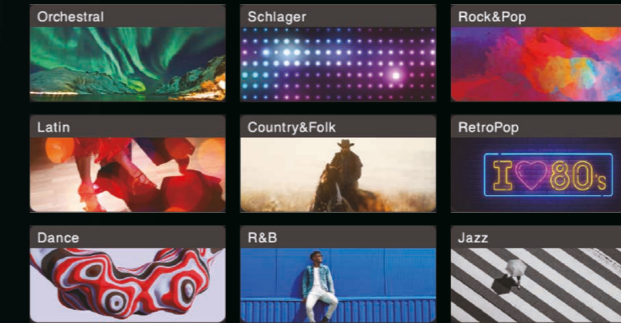 Orchestral
Schlager
Rock&Pop
Latin
Country&Folk
RetroPop
I 80's
Dance
R&B
Jazz